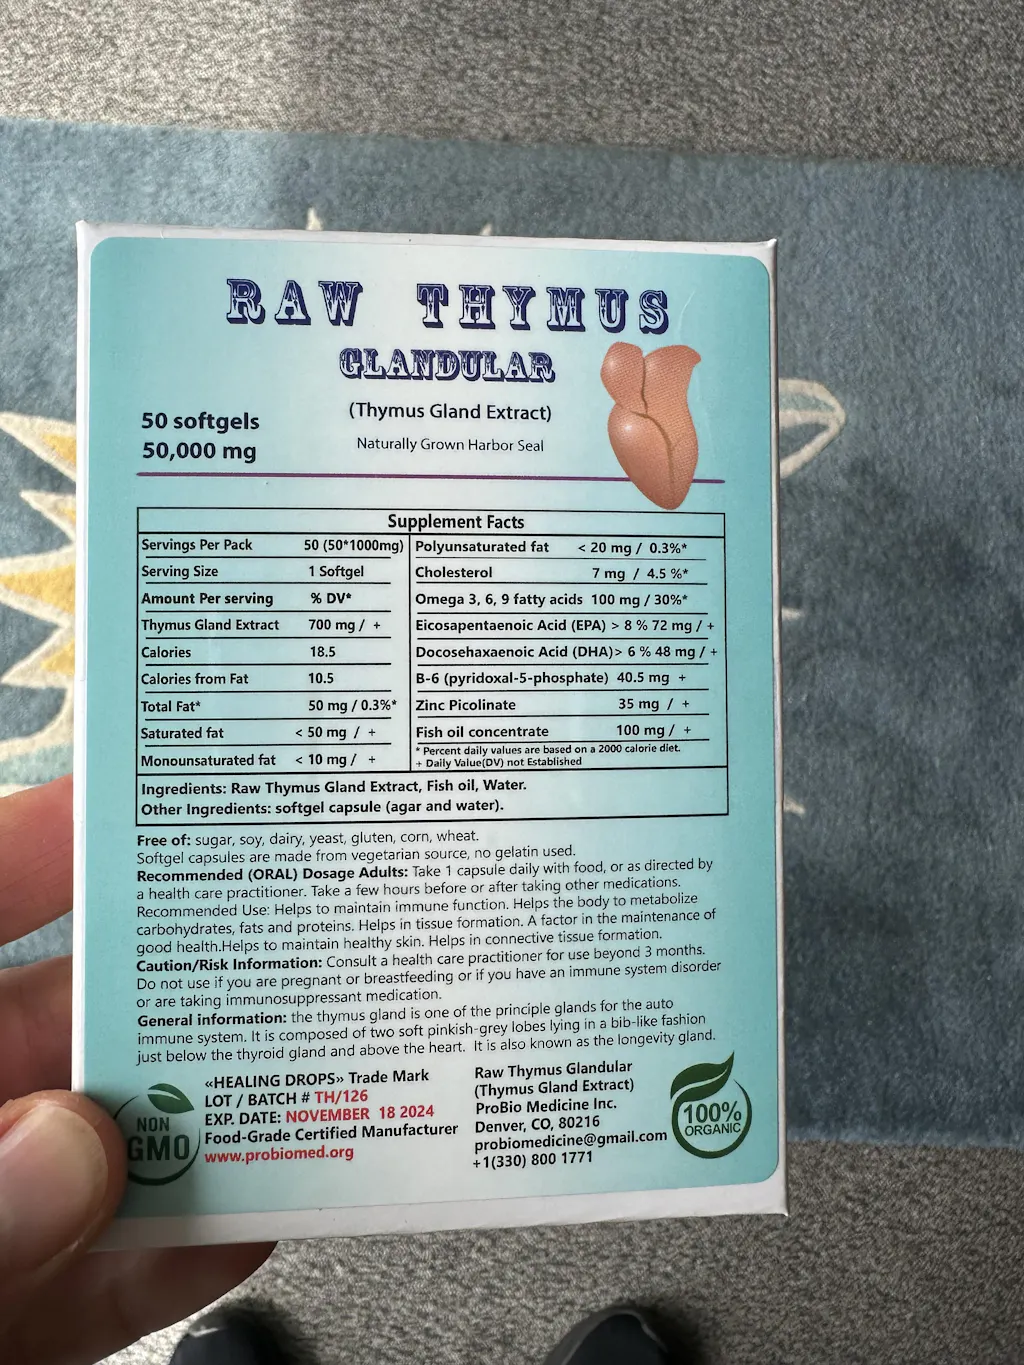 RAW THYMUS
GLANDULAR
(Thymus Gland Extract)
Naturally Grown Harbor Seal
50 softgels
50,000 mg
Supplement Facts
Servings Per Pack 50 (50*1000mg)
Serving Size 1 Softgel
Amount Per serving % DV*
Thymus Gland Extract 700 mg / +
Calories 18.5
Calories from Fat 10.5
Total Fat* 50 mg / 0.3%*
Saturated fat < 50 mg / +
Monounsaturated fat < 10 mg / +
Polyunsaturated fat < 20 mg / 0.3%*
Cholesterol 7 mg / 4.5 %*
Omega 3, 6, 9 fatty acids 100 mg / 30%*
Eicosapentaenoic Acid (EPA) > 8 % 72 mg / +
Docosehaxaenoic Acid (DHA)> 6 % 48 mg / +
B-6 (pyridoxal-5-phosphate) 40.5 mg +
Zinc Picolinate 35 mg / +
Fish oil concentrate 100 mg / +
* Percent daily values are based on a 2000 calorie diet.
+ Daily Value(DV) not Established
Ingredients: Raw Thymus Gland Extract, Fish oil, Water.
Other Ingredients: softgel capsule (agar and water).
Free of: sugar, soy, dairy, yeast, gluten, corn, wheat.
Softgel capsules are made from vegetarian source, no gelatin used.
Recommended (ORAL) Dosage Adults: Take 1 capsule daily with food, or as directed by
a health care practitioner. Take a few hours before or after taking other medications.
Recommended Use: Helps to maintain immune function. Helps the body to metabolize
carbohydrates, fats and proteins. Helps in tissue formation. A factor in the maintenance of
good health.Helps to maintain healthy skin. Helps in connective tissue formation.
Caution/Risk Information: Consult a health care practitioner for use beyond 3 months.
Do not use if you are pregnant or breastfeeding or if you have an immune system disorder
or are taking immunosuppressant medication.
General information: the thymus gland is one of the principle glands for the auto
immune system. It is composed of two soft pinkish-grey lobes lying in a bib-like fashion
just below the thyroid gland and above the heart. It is also known as the longevity gland.
NON
GMO
«HEALING DROPS» Trade Mark
LOT / BATCH # TH/126
EXP. DATE: NOVEMBER 18 2024
Food-Grade Certified Manufacturer
www.probiomed.org
Raw Thymus Glandular
(Thymus Gland Extract)
ProBio Medicine Inc.
Denver, CO, 80216
probiomedicine@gmail.com
+1(330) 800 1771
100%
ORGANIC